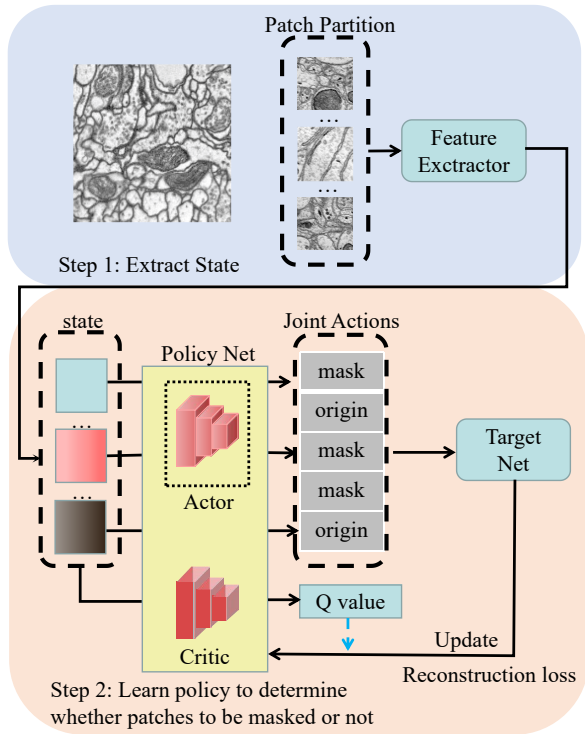 Patch Partition
...
...
Feature
Exctractor
Step 1: Extract State
state
...
...
Policy Net
Actor
Critic
Joint Actions
mask
origin
mask
mask
origin
Target
Net
Q value
Update
Reconstruction loss
Step 2: Learn policy to determine
whether patches to be masked or not